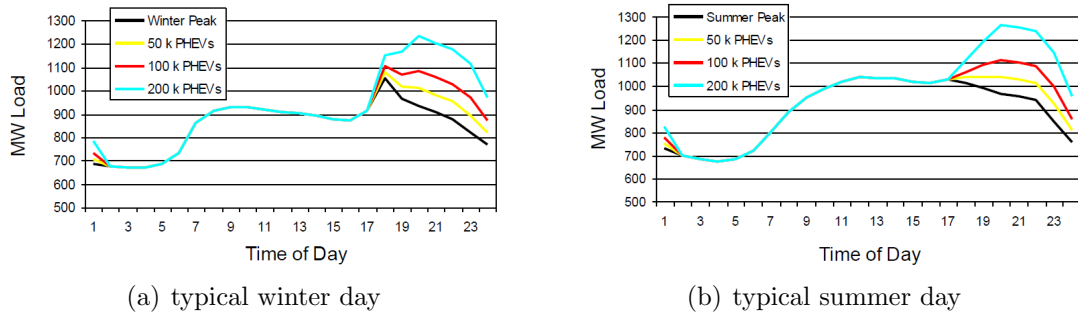 1300
1200
1100
1000
900
800
700
600
500
MW Load
Winter Peak
50 k PHEVs
100 k PHEVs
200 k PHEVs
1 3 5 7 9 11 13 15 17 19 21 23
Time of Day
(a) typical winter day
1300
1200
1100
1000
900
800
700
600
500
MW Load
Summer Peak
50 k PHEVs
100 k PHEVs
200 k PHEVs
1 3 5 7 9 11 13 15 17 19 21 23
Time of Day
(b) typical summer day